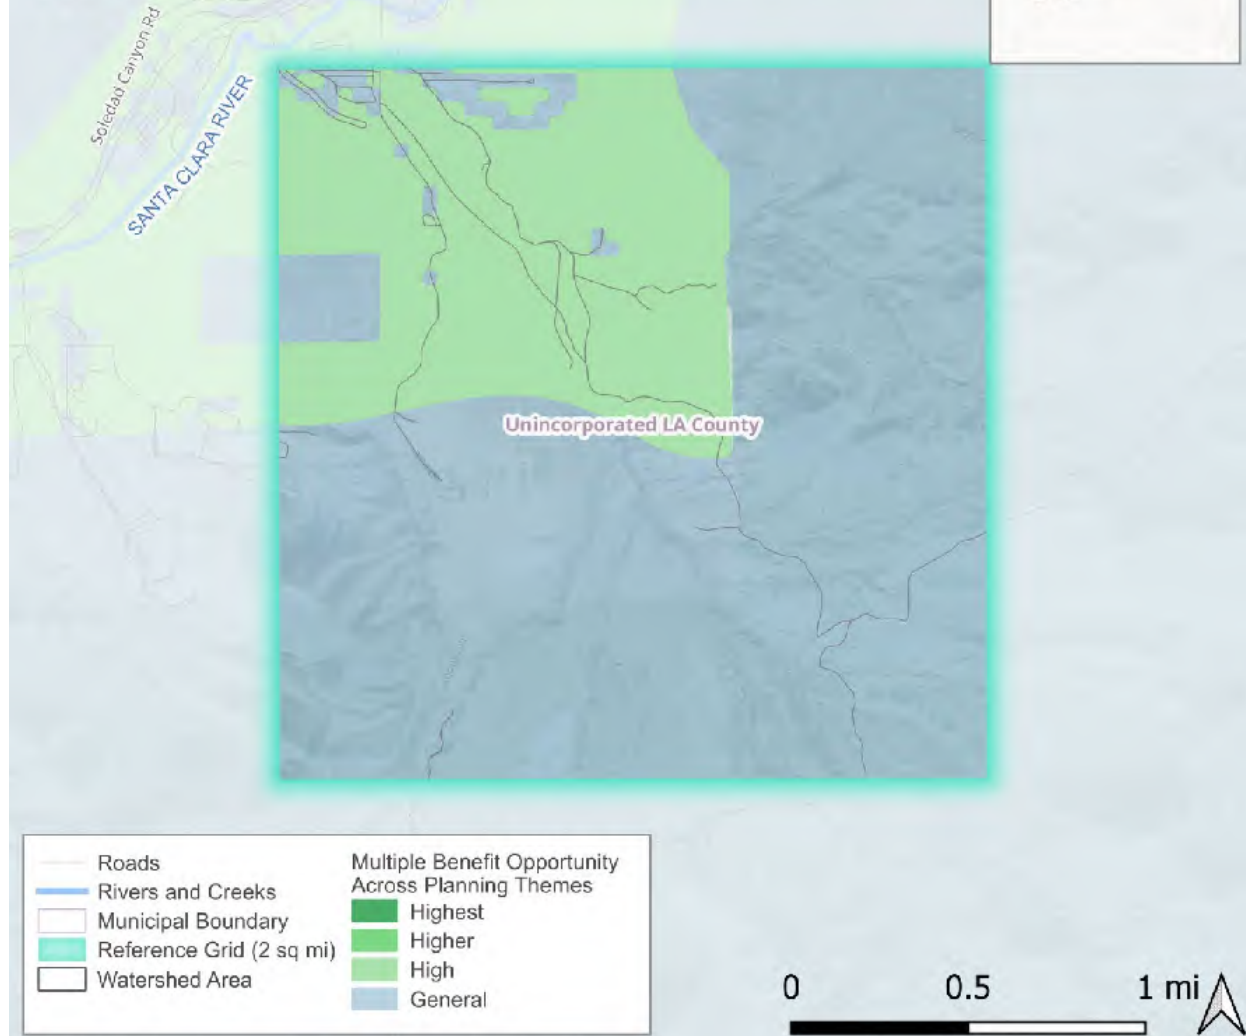 Soledad Canyon Rd
SANTA CLARA RIVER
Unincorporated LA County
Roads
Rivers and Creeks
Municipal Boundary
Reference Grid (2 sq mi)
Watershed Area
Multiple Benefit Opportunity
Across Planning Themes
Highest
Higher
High
General
0 0.5 1 mi